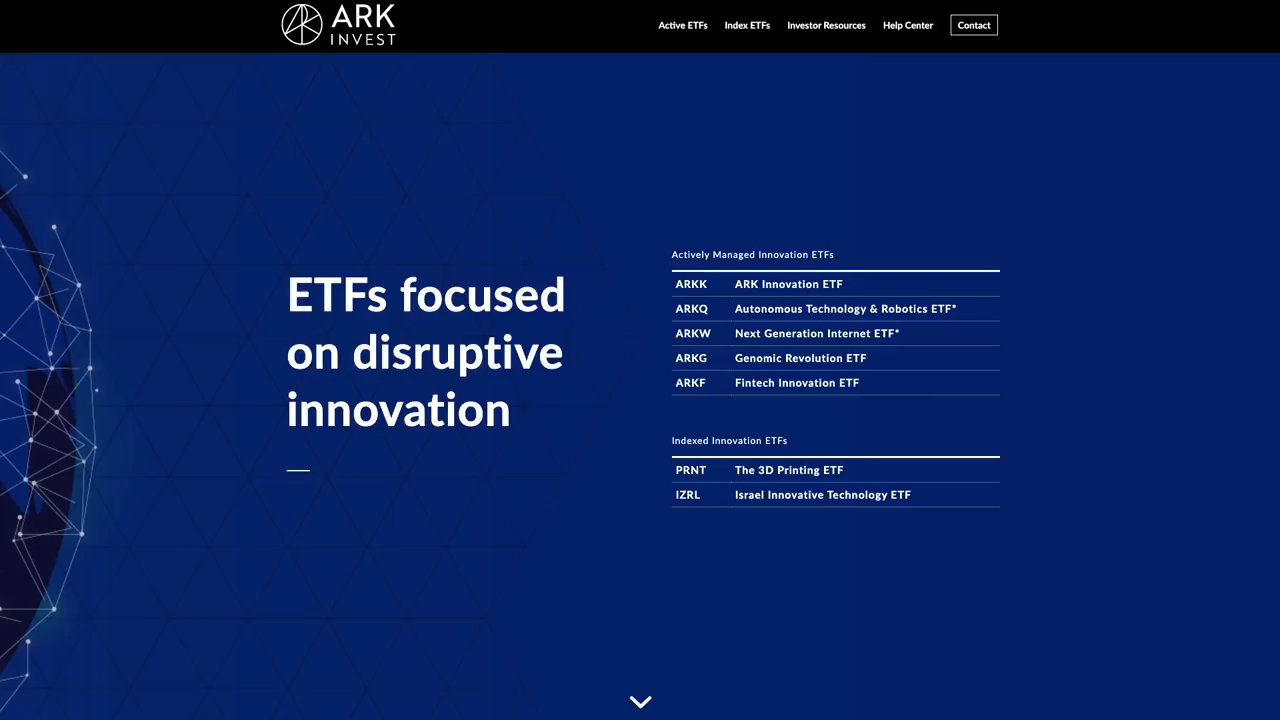 ARK
INVEST
Active ETFs
Index ETFs
Investor Resources
Help Center
Contact
ETFs focused
on disruptive
innovation
Actively Managed Innovation ETFs
ARKK ARK Innovation ETF
ARKQ Autonomous Technology & Robotics ETF*
ARKW Next Generation Internet ETF*
ARKG Genomic Revolution ETF
ARKF Fintech Innovation ETF
Indexed Innovation ETFs
PRNT The 3D Printing ETF
IZRL Israel Innovative Technology ETF